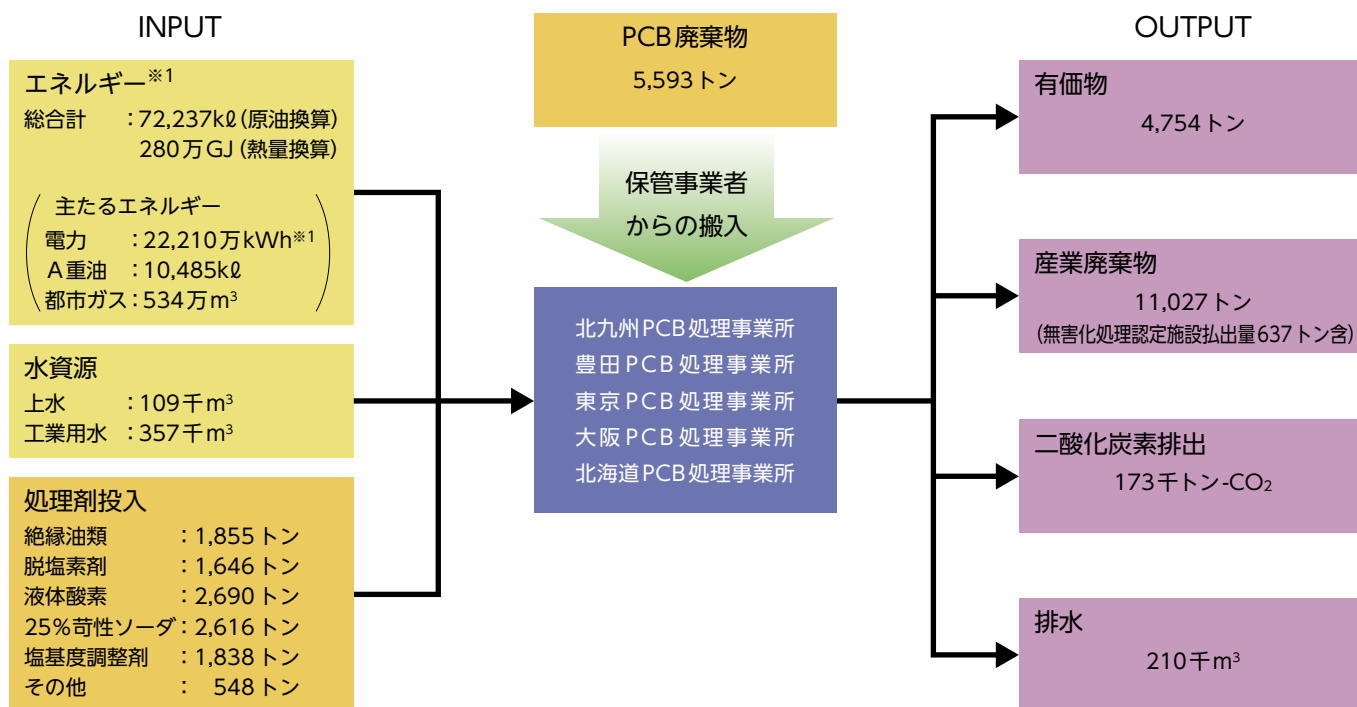 INPUT
エネルギー※1
総合計 :72,237kℓ(原油換算)
280万GJ(熱量換算)
主たるエネルギー
電力 :22,210万kWh※1
A重油 :10,485kℓ
都市ガス:534万m³
水資源
上水 :109千m³
工業用水 :357千m³
処理剤投入
絶縁油類 :1,855トン
脱塩素剤 :1,646トン
液体酸素 :2,690トン
25%苛性ソーダ:2,616トン
塩基度調整剤 :1,838トン
その他 : 548トン
PCB廃棄物
5,593トン
保管事業者
からの搬入
北九州PCB処理事業所
豊田PCB処理事業所
東京PCB処理事業所
大阪PCB処理事業所
北海道PCB処理事業所
OUTPUT
有価物
4,754トン
産業廃棄物
11,027トン
(無害化処理認定施設払出量637トン含)
二酸化炭素排出
173千トン-CO₂
排水
210千m³